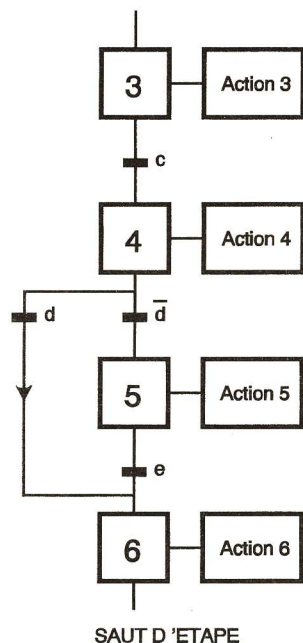 3 Action 3
c
4 Action 4
d d̅
5 Action 5
e
6 Action 6
SAUT D 'ETAPE